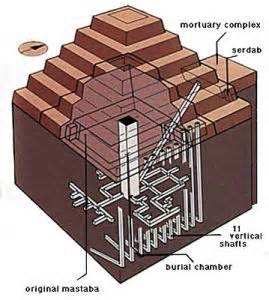 mortuary complex
serdab
11
vertical
shafts
burial chamber
original mastaba